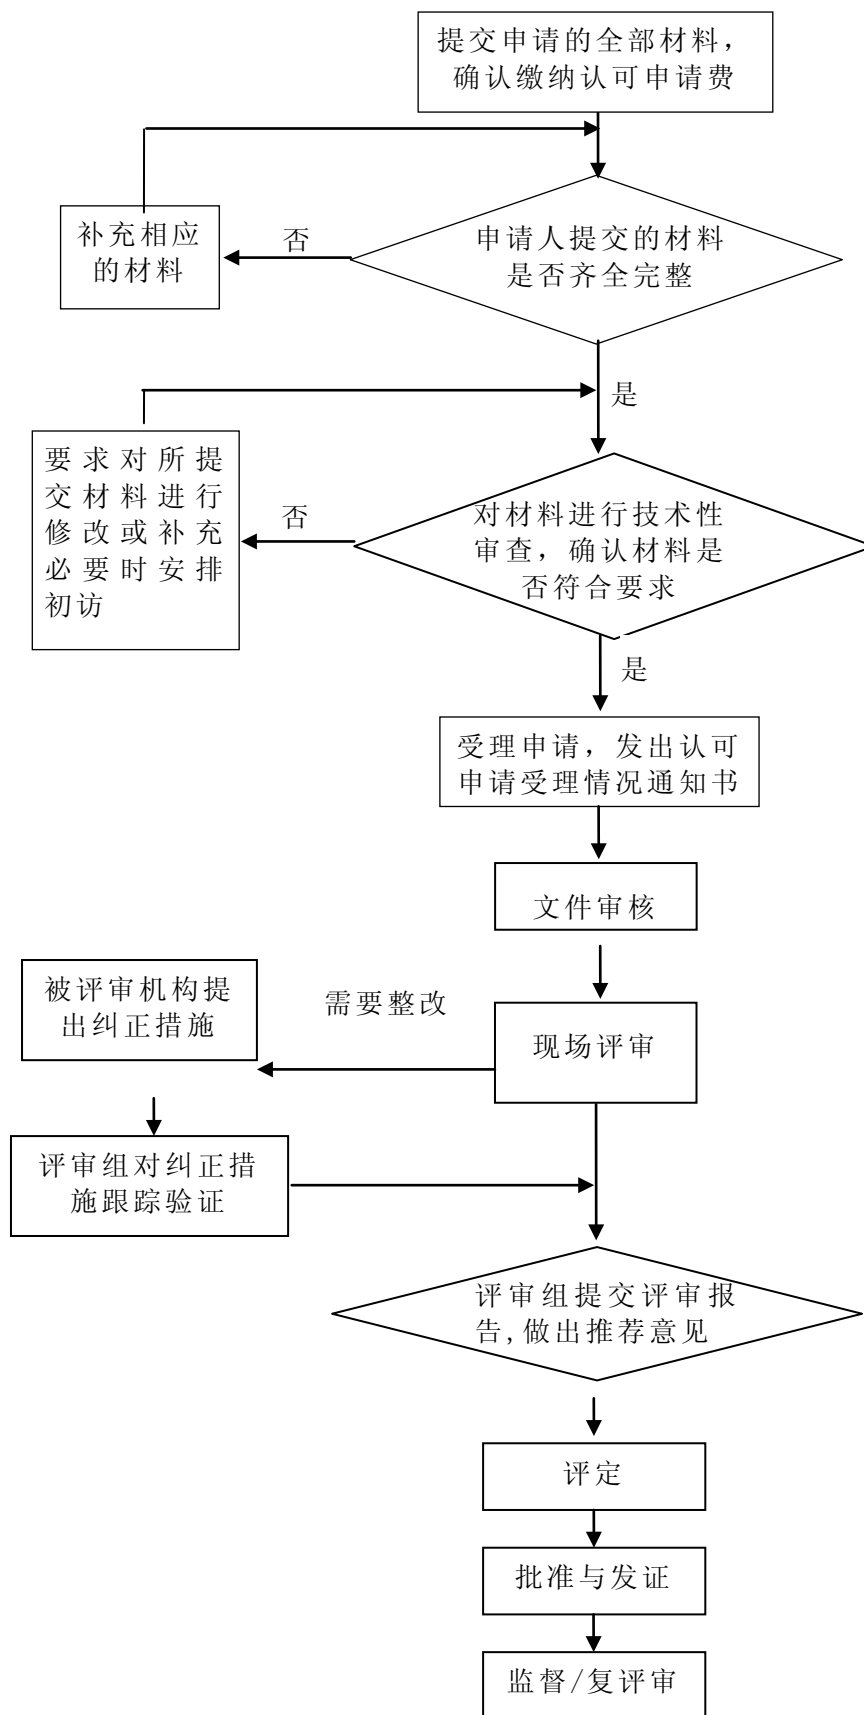 提交申请的全部材料，
确认缴纳认可申请费
补充相应
的材料
否
申请人提交的材料
是否齐全完整
是
要求对所提
交材料进行
修改或补充
必要时安排
初访
否
对材料进行技术性
审查，确认材料是
否符合要求
是
受理申请，发出认可
申请受理情况通知书
文件审核
被评审机构提
出纠正措施
需要整改
现场评审
评审组对纠正措
施跟踪验证
评审组提交评审报
告,做出推荐意见
评定
批准与发证
监督/复评审